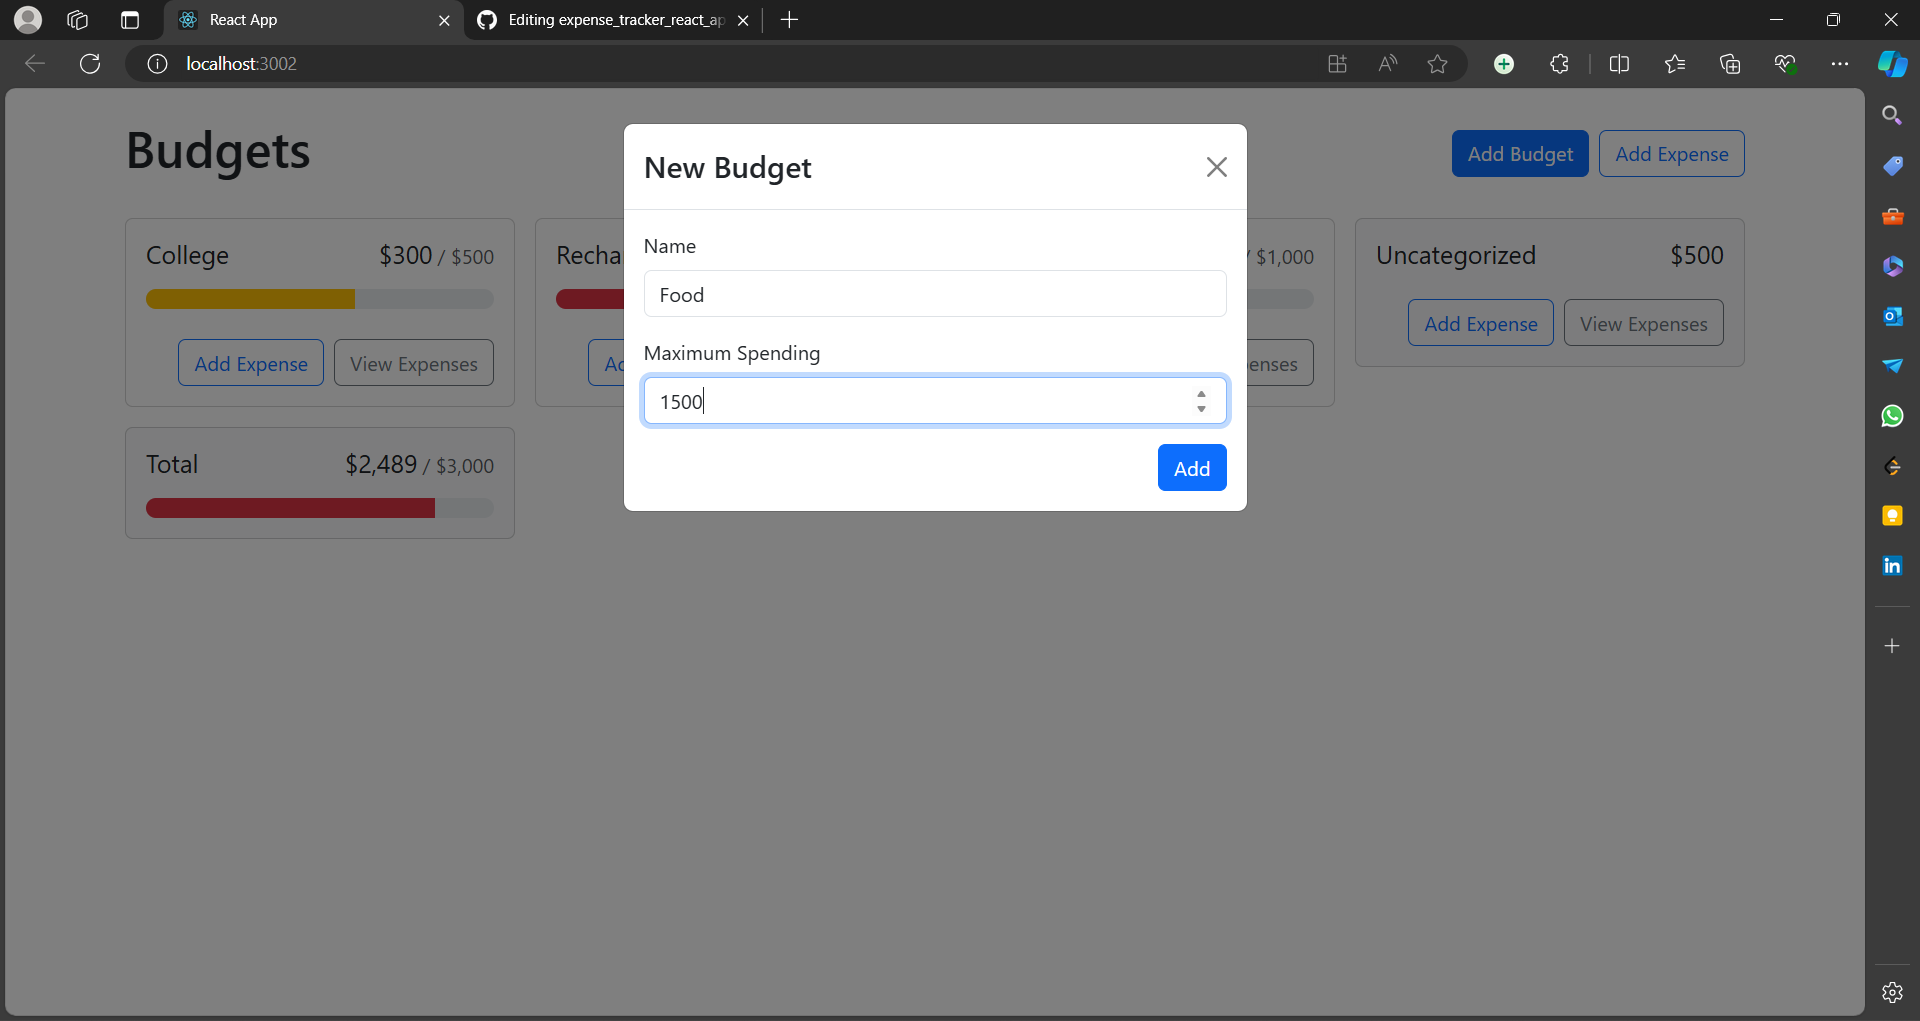 React App
Editing expense_tracker_react_ap
localhost:3002
Budgets
Add Budget
Add Expense
New Budget
Name
Food
Maximum Spending
1500
Add
College $300 / $500
Add Expense
View Expenses
Recha
/ $1,000
Uncategorized $500
Add Expense
View Expenses
Total $2,489 / $3,000